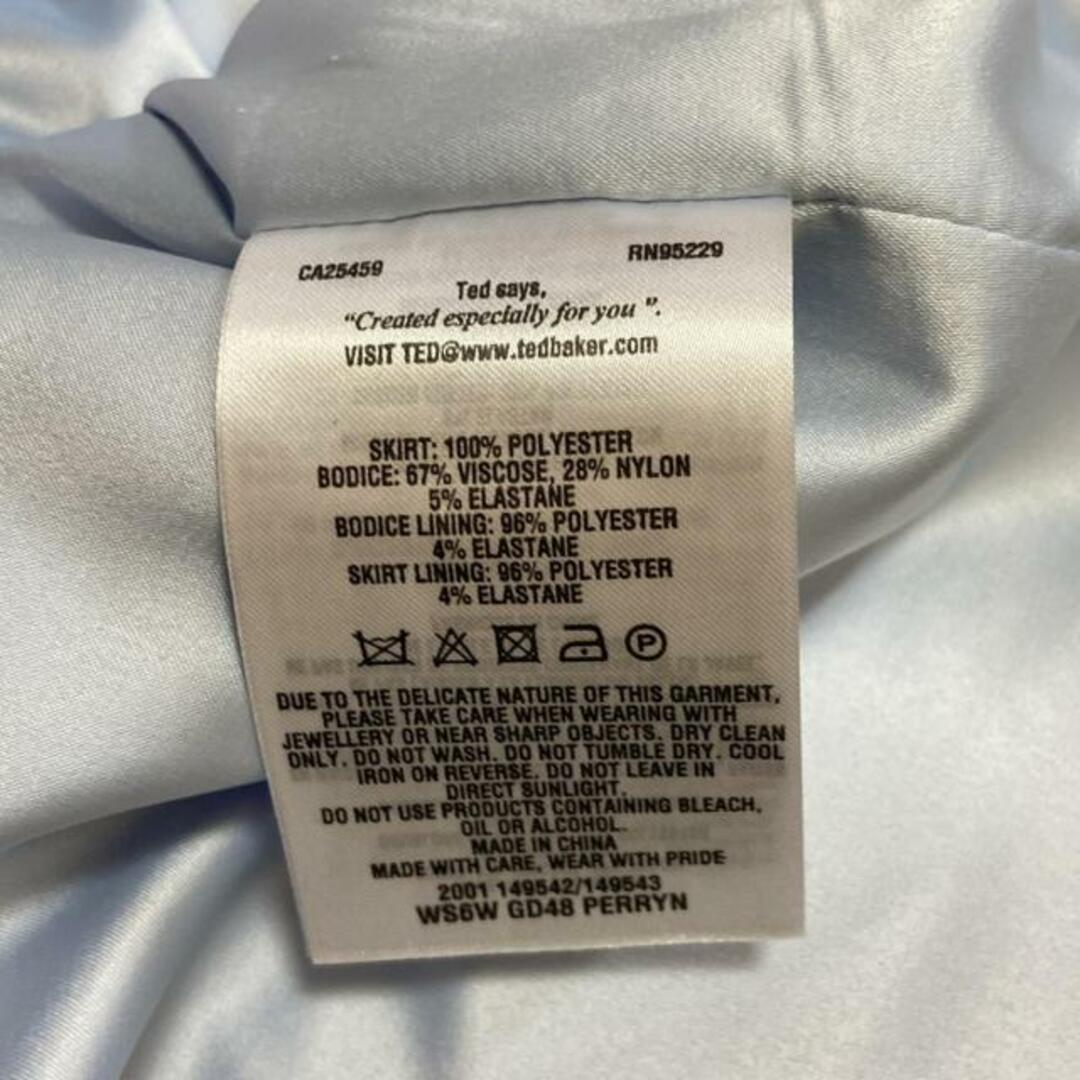 CA25459 RN95229
Ted says,
“Created especially for you ”.
VISIT TED@www.tedbaker.com
SKIRT: 100% POLYESTER
BODICE: 67% VISCOSE, 28% NYLON
5% ELASTANE
BODICE LINING: 96% POLYESTER
4% ELASTANE
SKIRT LINING: 96% POLYESTER
4% ELASTANE
P
DUE TO THE DELICATE NATURE OF THIS GARMENT,
PLEASE TAKE CARE WHEN WEARING WITH
JEWELLERY OR NEAR SHARP OBJECTS. DRY CLEAN
ONLY. DO NOT WASH. DO NOT TUMBLE DRY. COOL
IRON ON REVERSE. DO NOT LEAVE IN
DIRECT SUNLIGHT.
DO NOT USE PRODUCTS CONTAINING BLEACH,
OIL OR ALCOHOL.
MADE IN CHINA
MADE WITH CARE, WEAR WITH PRIDE
2001 149542/149543
WS6W GD48 PERRYN